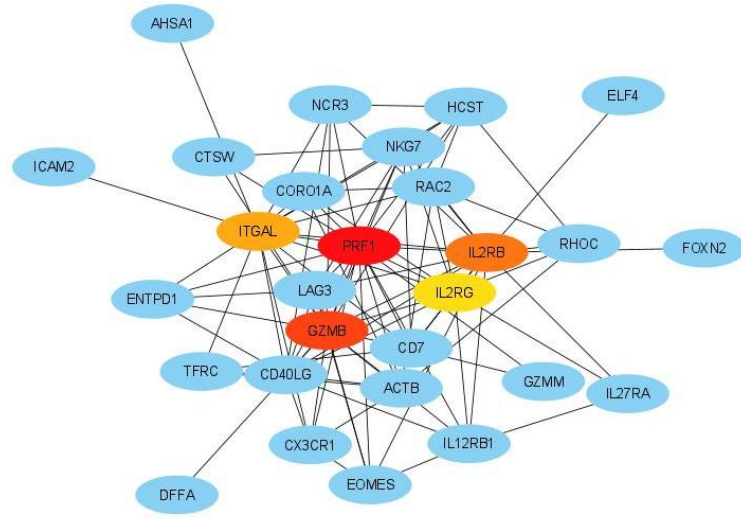 AHSA1
NCR3
HCST
ELF4
CTSW
NKG7
ICAM2
CORO1A
RAC2
ITGAL
PRF1
IL2RB
RHOC
FOXN2
ENTPD1
LAG3
IL2RG
GZMB
CD7
TFRC
CD40LG
ACTB
GZMM
IL27RA
CX3CR1
IL12RB1
DFFA
EOMES